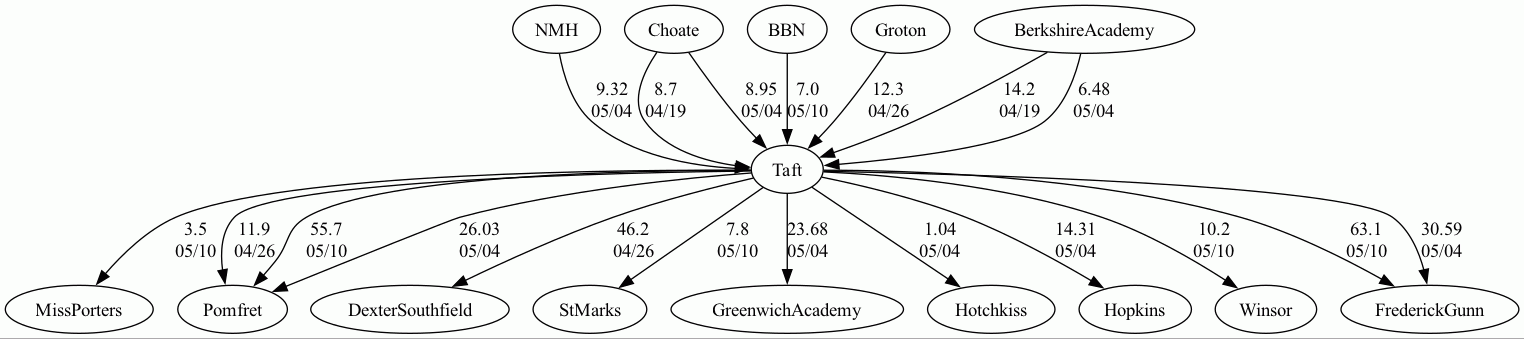 NMH Choate BBN Groton BerkshireAcademy
9.32 8.7 8.95 7.0 12.3 14.2 6.48
05/04 04/19 05/04 05/10 04/26 04/19 05/04
Taft
3.5 11.9 55.7 26.03 46.2 7.8 23.68 1.04 14.31 10.2 63.1 30.59
05/10 04/26 05/10 05/04 04/26 05/10 05/04 05/04 05/04 05/10 05/10 05/04
MissPorters Pomfret DexterSouthfield StMarks GreenwichAcademy Hotchkiss Hopkins Winsor FrederickGunn